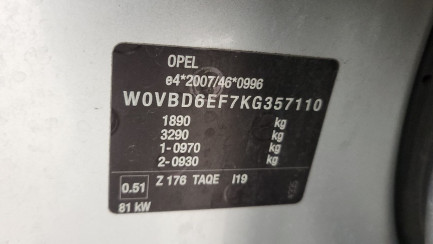 OPEL
e4*2007/46*0996
W0VBD6EF7KG357110
1890 kg
3290 kg
1-0970 kg
2-0930 kg
0.51 Z 176 TAQE I19
81 kW